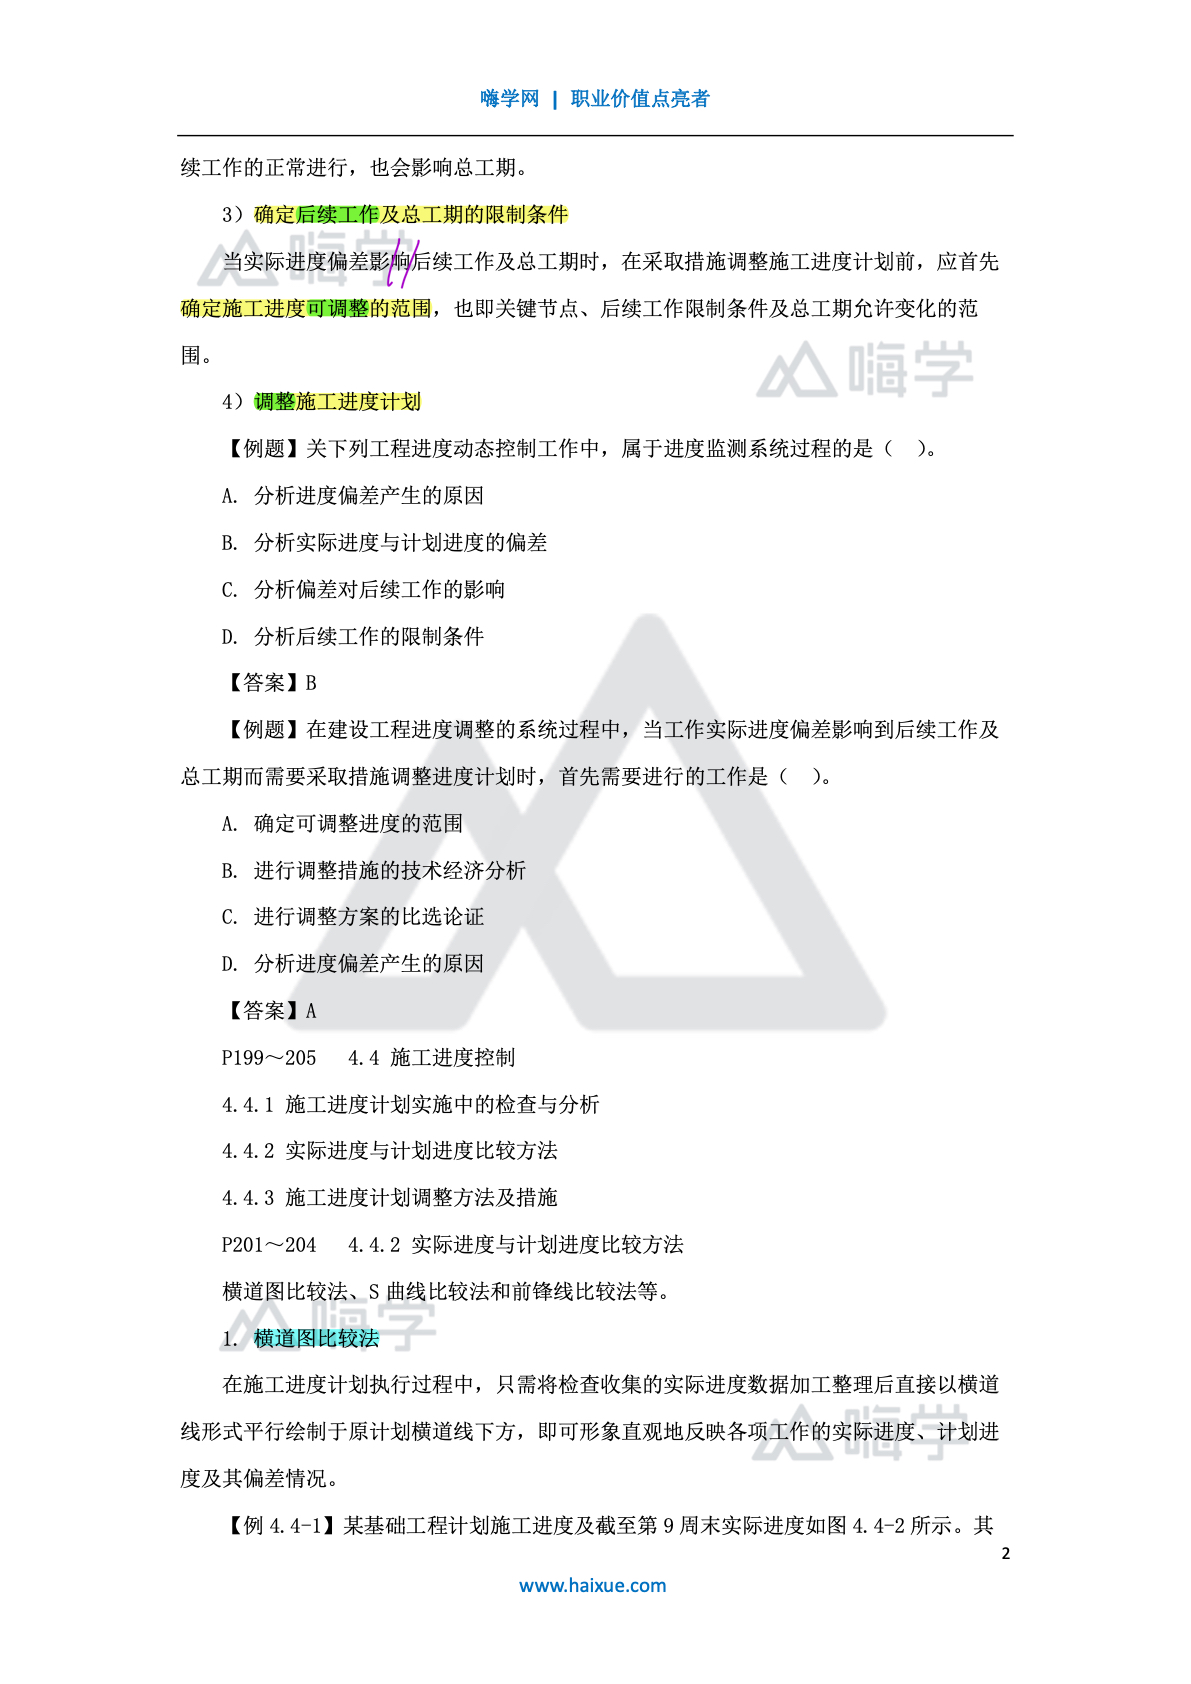 嗨学网 | 职业价值点亮者
续工作的正常进行，也会影响总工期。
3）确定后续工作及总工期的限制条件
嗨学
当实际进度偏差影响后续工作及总工期时，在采取措施调整施工进度计划前，应首先
确定施工进度可调整的范围，也即关键节点、后续工作限制条件及总工期允许变化的范
围。
嗨学
4）调整施工进度计划
【例题】关下列工程进度动态控制工作中，属于进度监测系统过程的是（ ）。
A. 分析进度偏差产生的原因
B. 分析实际进度与计划进度的偏差
C. 分析偏差对后续工作的影响
D. 分析后续工作的限制条件
【答案】B
【例题】在建设工程进度调整的系统过程中，当工作实际进度偏差影响到后续工作及
总工期而需要采取措施调整进度计划时，首先需要进行的工作是（ ）。
A. 确定可调整进度的范围
B. 进行调整措施的技术经济分析
C. 进行调整方案的比选论证
D. 分析进度偏差产生的原因
【答案】A
P199～205 4.4 施工进度控制
4.4.1 施工进度计划实施中的检查与分析
4.4.2 实际进度与计划进度比较方法
4.4.3 施工进度计划调整方法及措施
P201～204 4.4.2 实际进度与计划进度比较方法
横道图比较法、S 曲线比较法和前锋线比较法等。
嗨学
1. 横道图比较法
在施工进度计划执行过程中，只需将检查收集的实际进度数据加工整理后直接以横道
线形式平行绘制于原计划横道线下方，即可形象直观地反映各项工作的实际进度、计划进
嗨学
度及其偏差情况。
【例 4.4-1】某基础工程计划施工进度及截至第 9 周末实际进度如图 4.4-2 所示。其
2
www.haixue.com